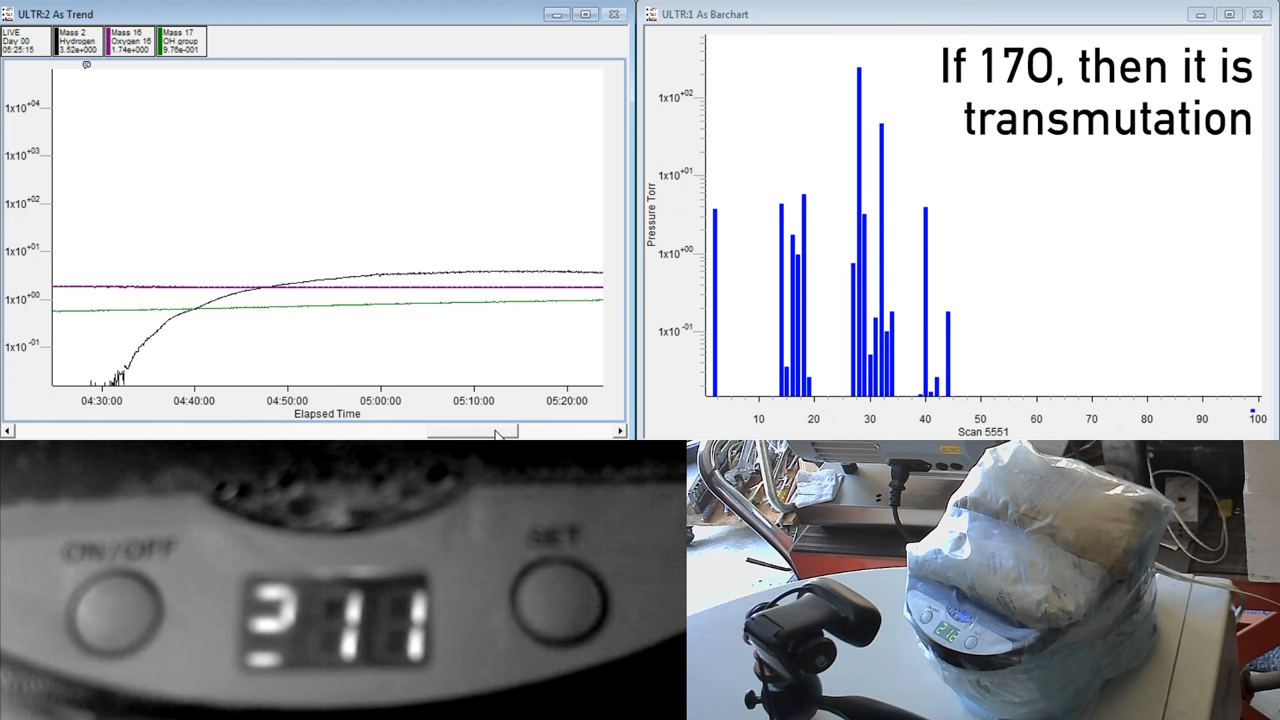 ULTR:2 As Trend
LIVE
Day 00
05:25:15
Mass 2
Hydrogen
3.52e+000
Mass 16
Oxygen 16
1.74e+000
Mass 17
OH group
9.76e-001
1x10+04
1x10+03
1x10+02
1x10+01
1x10+00
1x10-01
04:30:00 04:40:00 04:50:00 05:00:00 05:10:00 05:20:00
Elapsed Time
ULTR:1 As Barchart
If 17O, then it is
transmutation
Pressure Torr
1x10+02
1x10+01
1x10+00
1x10-01
10 20 30 40 50 60 70 80 90 100
Scan 5551
ON/OFF
SET
211